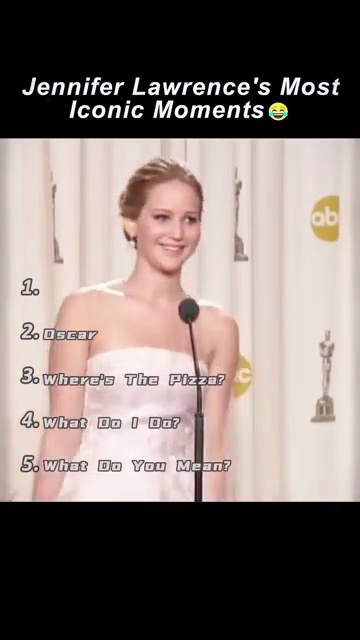 Jennifer Lawrence's Most
Iconic Moments😂
abc
1.
2. Oscar
3. Where's The Pizza?
c
4. What Do I Do?
5. What Do You Mean?